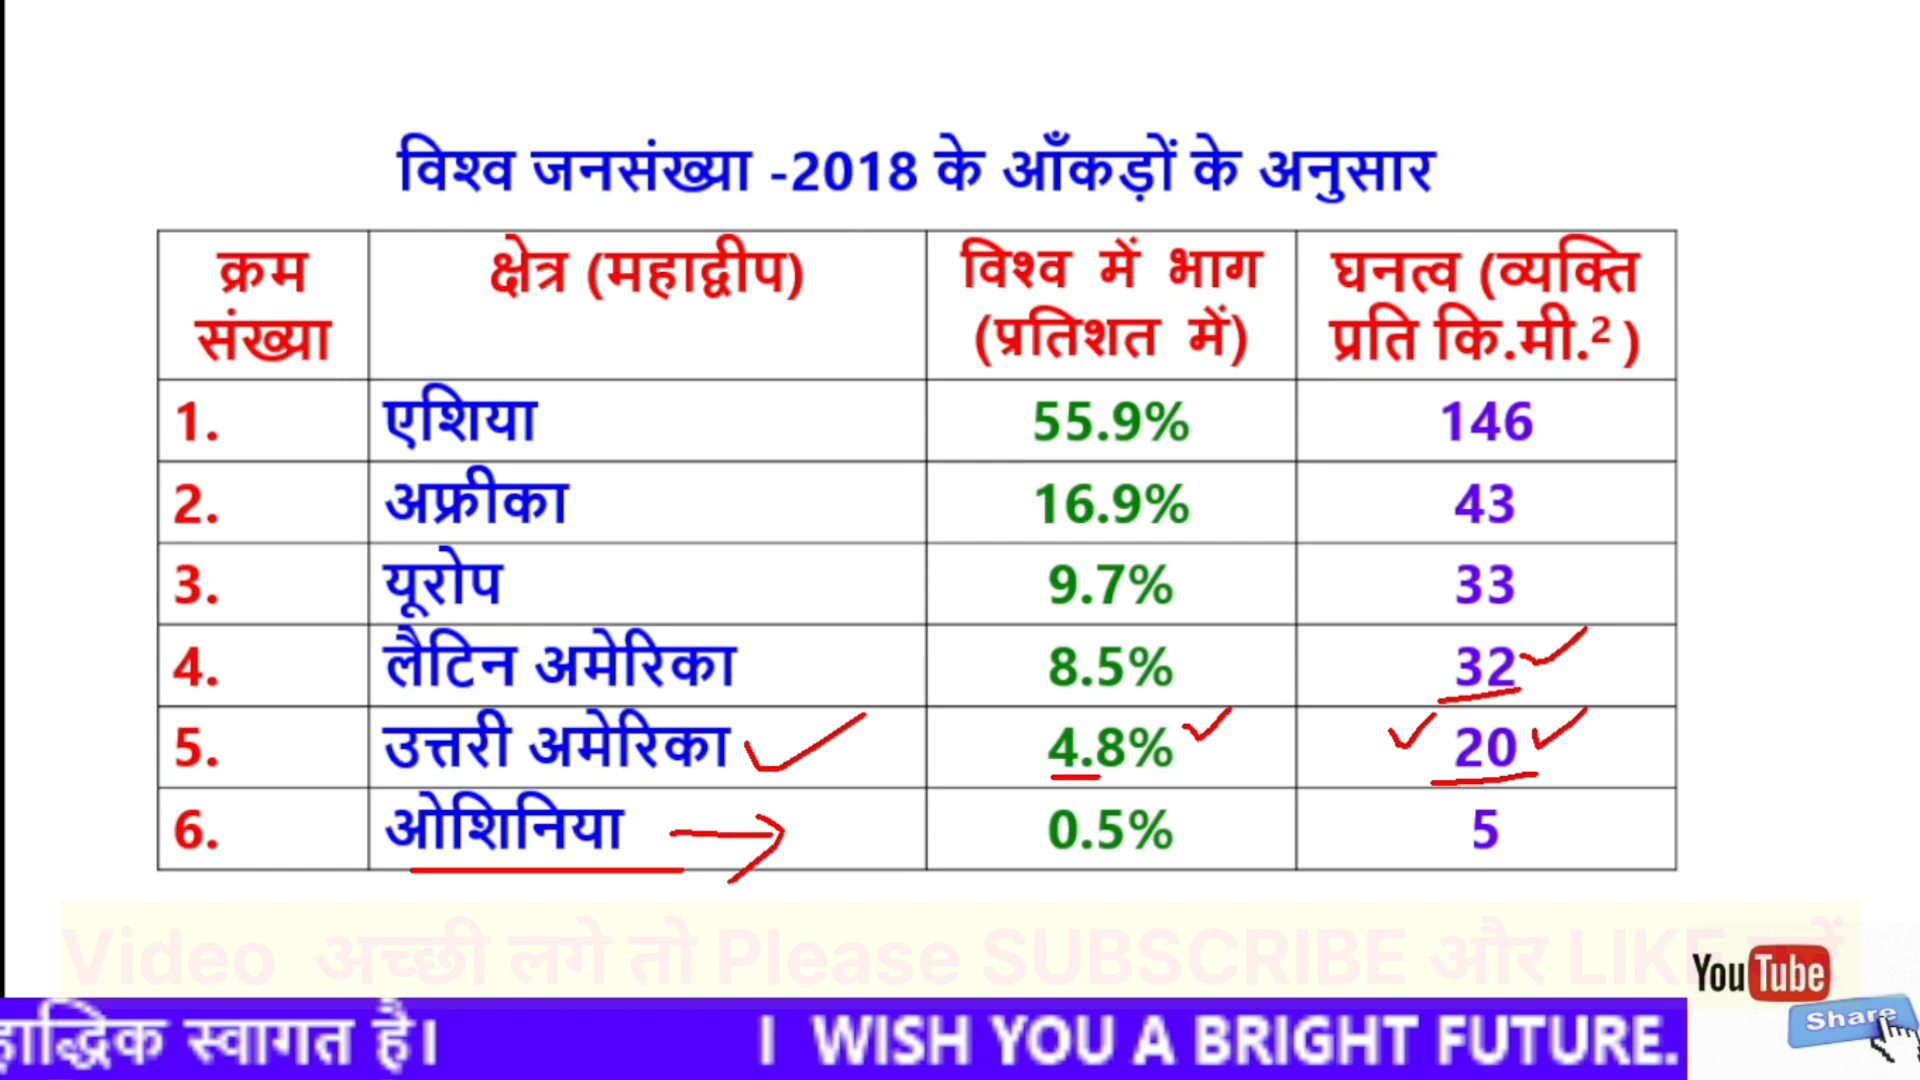 विश्व जनसंख्या -2018 के आँकड़ों के अनुसार
क्रम संख्या क्षेत्र (महाद्वीप) विश्व में भाग (प्रतिशत में) घनत्व (व्यक्ति प्रति कि.मी.² )
1. एशिया 55.9% 146
2. अफ्रीका 16.9% 43
3. यूरोप 9.7% 33
4. लैटिन अमेरिका 8.5% 32
5. उत्तरी अमेरिका 4.8% 20
6. ओशिनिया 0.5% 5
Video अच्छी लगे तो Please SUBSCRIBE और LIKE
YouTube
Share
स्वागत है। I WISH YOU A BRIGHT FUTURE.